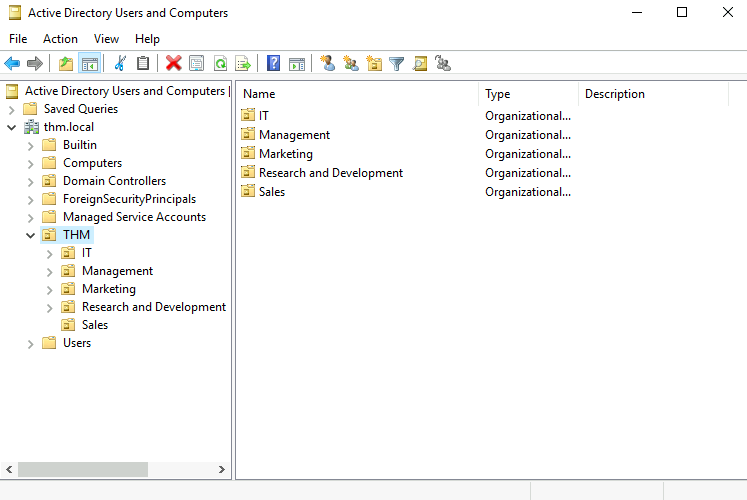 Active Directory Users and Computers
File Action View Help
Active Directory Users and Computers [
Saved Queries
thm.local
Builtin
Computers
Domain Controllers
ForeignSecurityPrincipals
Managed Service Accounts
THM
IT
Management
Marketing
Research and Development
Sales
Users
Name Type Description
IT Organizational...
Management Organizational...
Marketing Organizational...
Research and Development Organizational...
Sales Organizational...